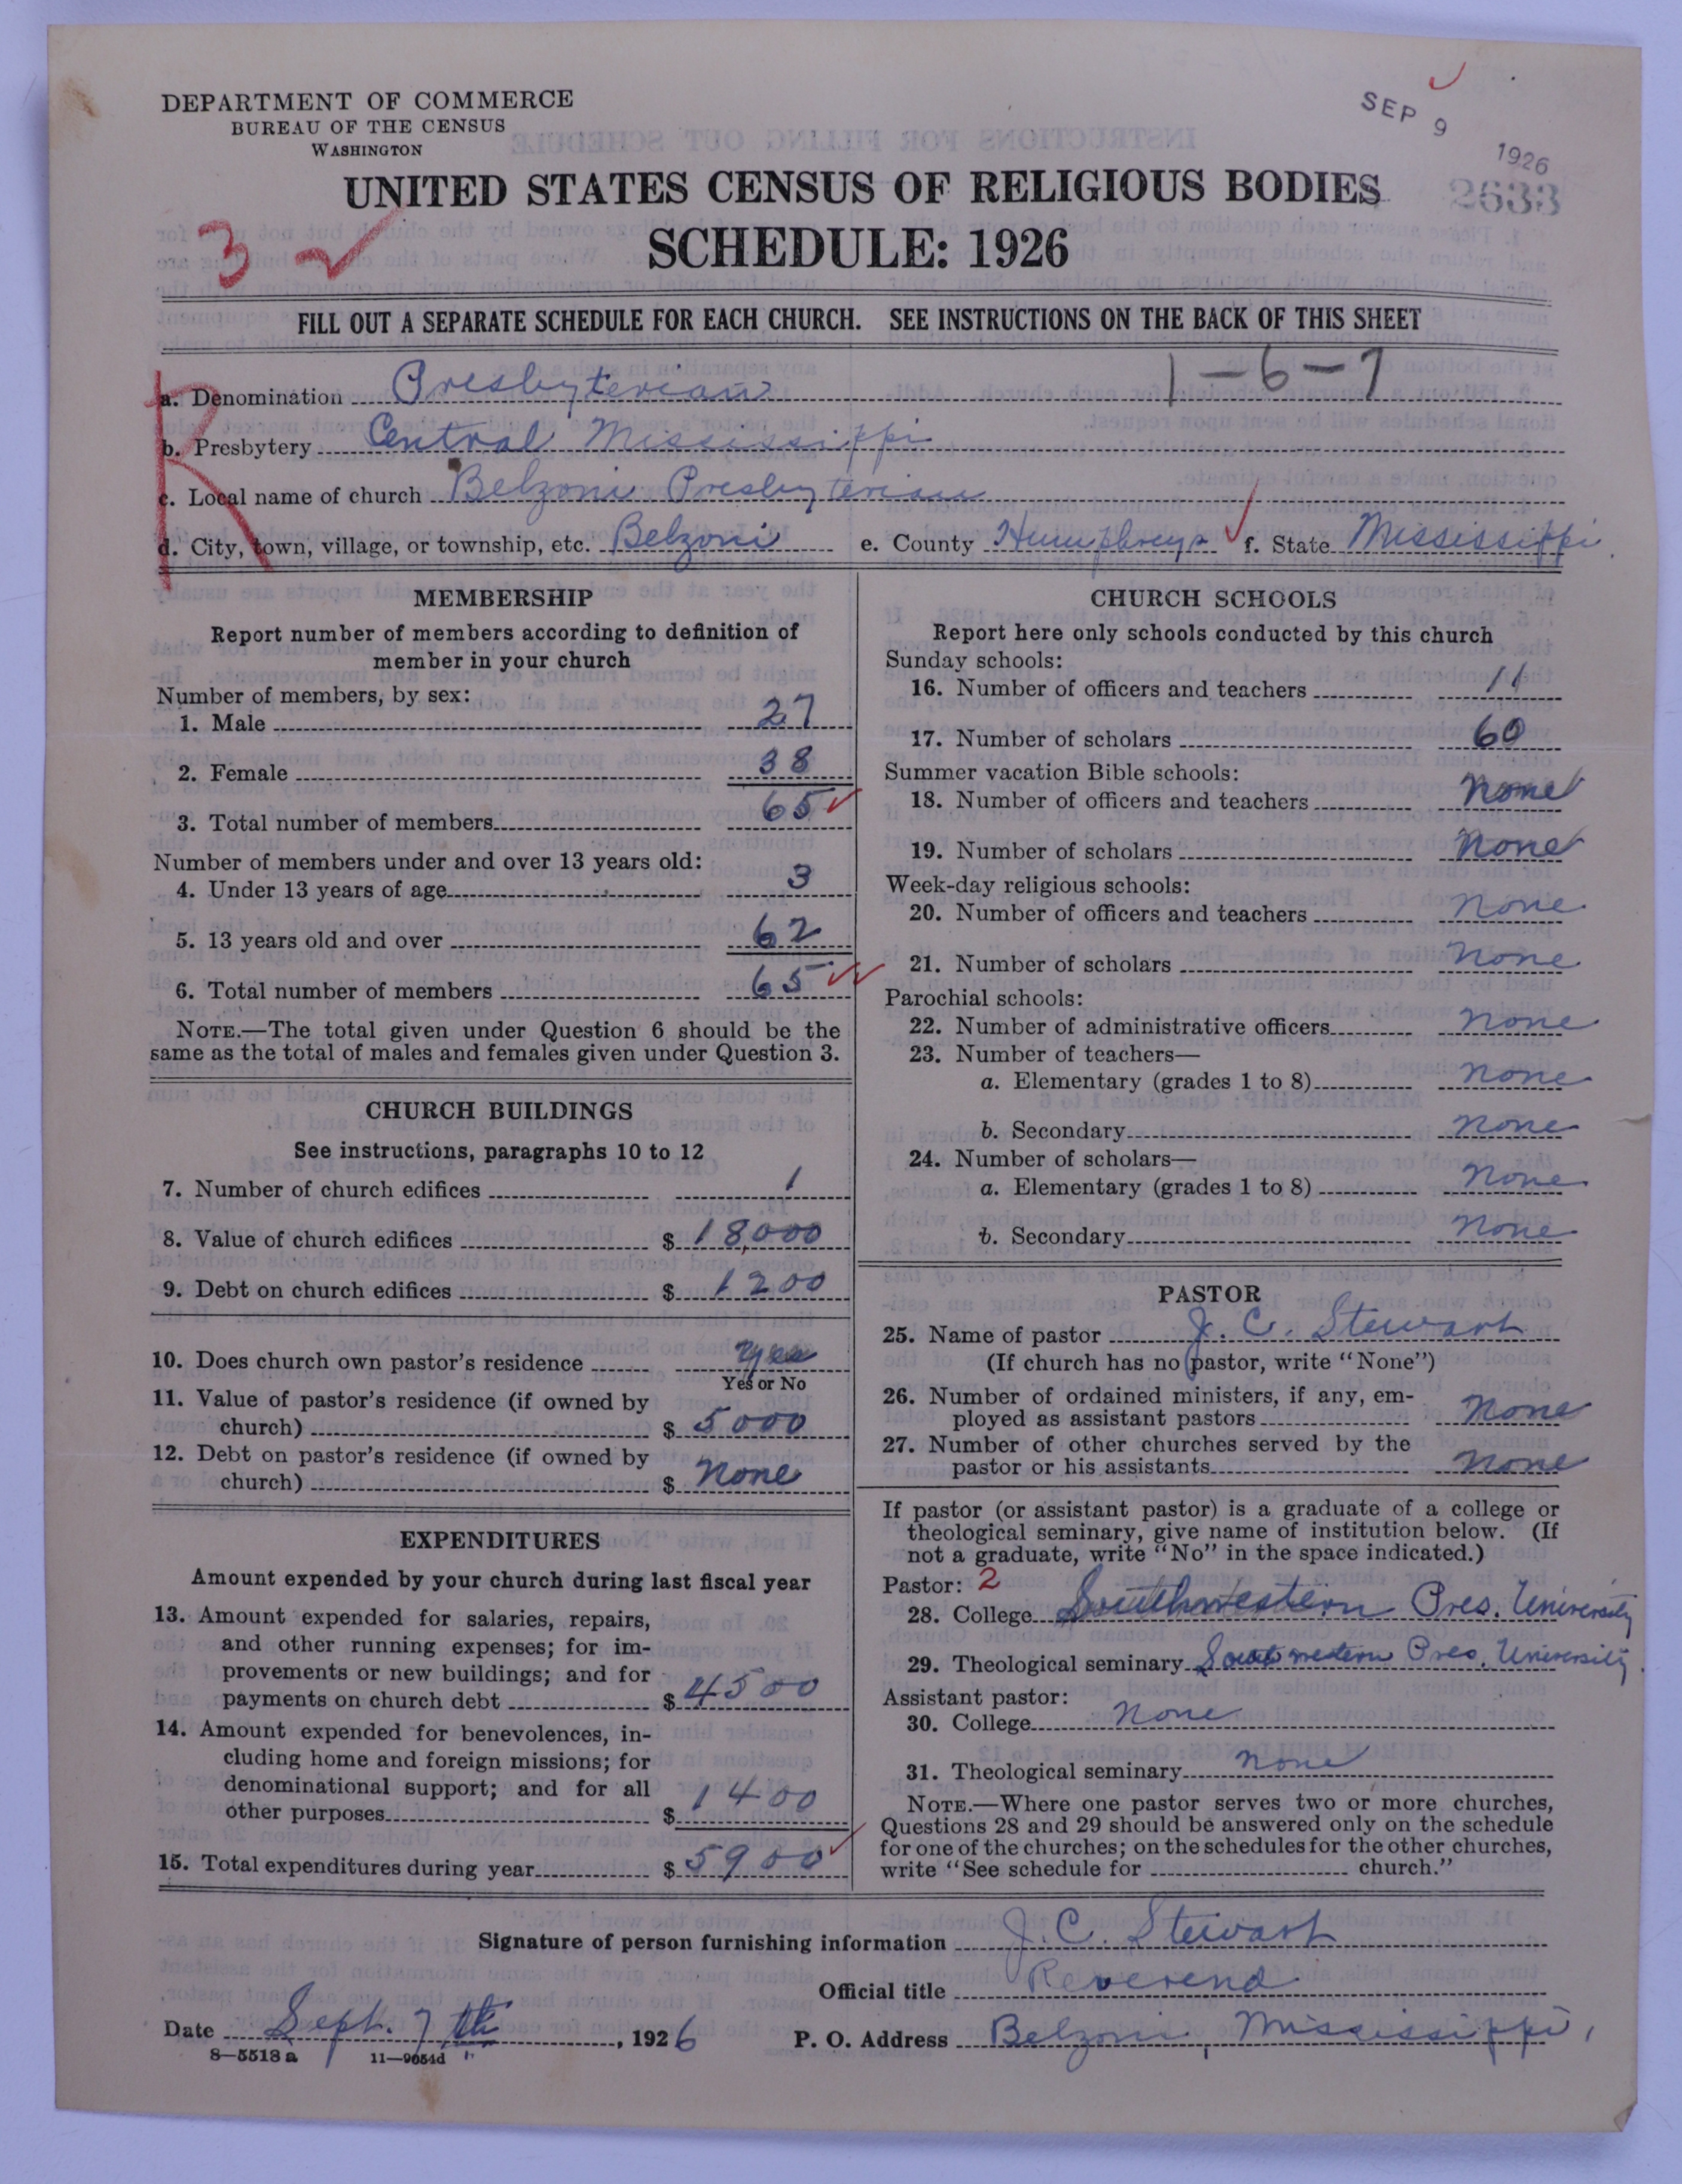 DEPARTMENT OF COMMERCE
BUREAU OF THE CENSUS
WASHINGTON
SEP 9 1926
2633
UNITED STATES CENSUS OF RELIGIOUS BODIES
SCHEDULE: 1926
3
FILL OUT A SEPARATE SCHEDULE FOR EACH CHURCH. SEE INSTRUCTIONS ON THE BACK OF THIS SHEET
1-6-7
R
a. Denomination Presbyterian
b. Presbytery Central Mississippi
c. Local name of church Belzoni Presbyterian
d. City, town, village, or township, etc. Belzoni e. County Humphreys f. State Mississippi
MEMBERSHIP
Report number of members according to definition of
member in your church
Number of members, by sex:
1. Male 27
2. Female 38
3. Total number of members 65
Number of members under and over 13 years old:
4. Under 13 years of age 3
5. 13 years old and over 62
6. Total number of members 65
NOTE.—The total given under Question 6 should be the
same as the total of males and females given under Question 3.
CHURCH BUILDINGS
See instructions, paragraphs 10 to 12
7. Number of church edifices 1
8. Value of church edifices $ 18,000
9. Debt on church edifices $ 1200
10. Does church own pastor's residence yes
Yes or No
11. Value of pastor's residence (if owned by
church) $ 5000
12. Debt on pastor's residence (if owned by
church) $ None
EXPENDITURES
Amount expended by your church during last fiscal year
13. Amount expended for salaries, repairs,
and other running expenses; for im-
provements or new buildings; and for
payments on church debt $ 4500
14. Amount expended for benevolences, in-
cluding home and foreign missions; for
denominational support; and for all
other purposes $ 1400
15. Total expenditures during year $ 5900
CHURCH SCHOOLS
Report here only schools conducted by this church
Sunday schools:
16. Number of officers and teachers 11
17. Number of scholars 60
Summer vacation Bible schools:
18. Number of officers and teachers None
19. Number of scholars None
Week-day religious schools:
20. Number of officers and teachers None
21. Number of scholars None
Parochial schools:
22. Number of administrative officers None
23. Number of teachers—
a. Elementary (grades 1 to 8) None
b. Secondary None
24. Number of scholars—
a. Elementary (grades 1 to 8) None
b. Secondary None
PASTOR
25. Name of pastor J. C. Stewart
(If church has no pastor, write "None")
26. Number of ordained ministers, if any, em-
ployed as assistant pastors None
27. Number of other churches served by the
pastor or his assistants None
If pastor (or assistant pastor) is a graduate of a college or
theological seminary, give name of institution below. (If
not a graduate, write "No" in the space indicated.)
Pastor: 2
28. College Southwestern Pres. University
29. Theological seminary Southwestern Pres. University
Assistant pastor:
30. College None
31. Theological seminary None
NOTE.—Where one pastor serves two or more churches,
Questions 28 and 29 should be answered only on the schedule
for one of the churches; on the schedules for the other churches,
write "See schedule for church."
Signature of person furnishing information J. C. Stewart
Official title Reverend
Date Sept. 7th, 1926 P. O. Address Belzoni, Mississippi,
8—5518 a 11—9054d